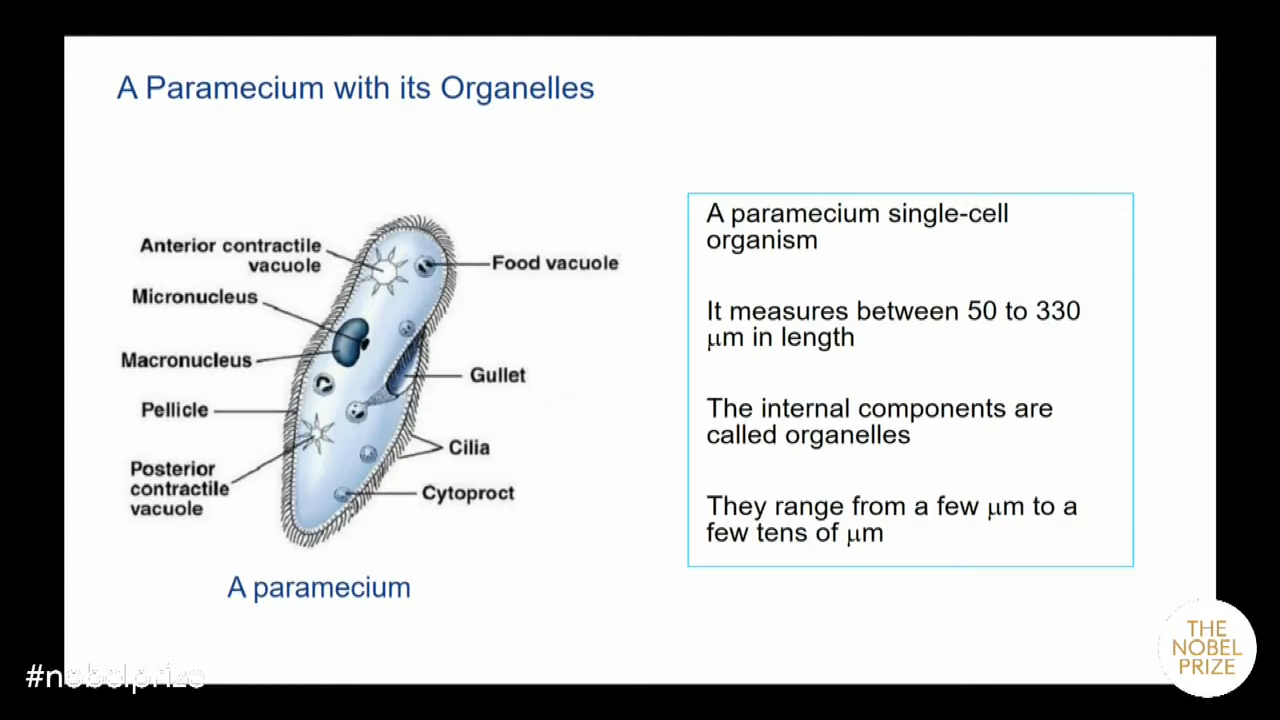 A Paramecium with its Organelles
Anterior contractile
vacuole
Micronucleus
Macronucleus
Pellicle
Posterior
contractile
vacuole
Food vacuole
Gullet
Cilia
Cytoproct
A paramecium
A paramecium single-cell
organism
It measures between 50 to 330
μm in length
The internal components are
called organelles
They range from a few μm to a
few tens of μm
#nobelprize
THE
NOBEL
PRIZE